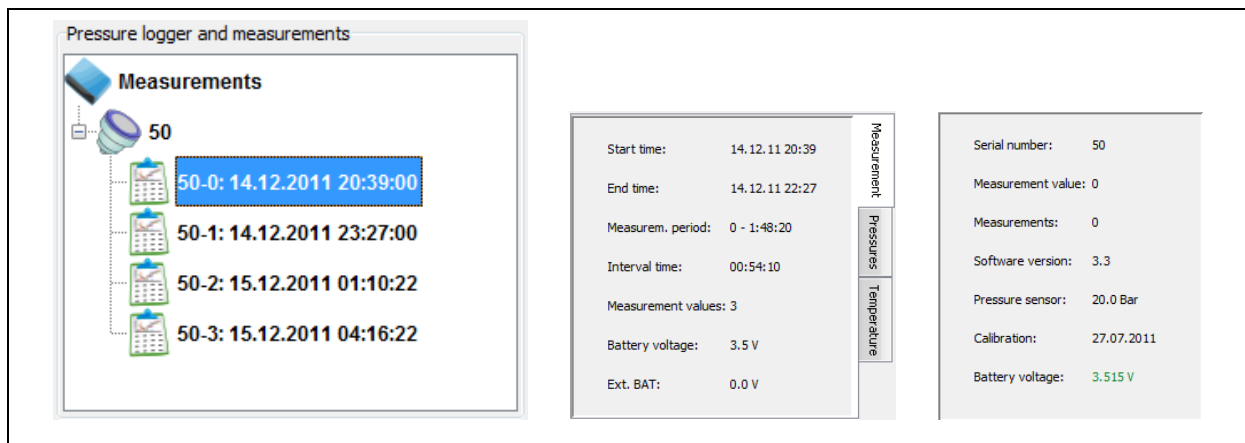 Pressure logger and measurements
Measurements
50
50-0: 14.12.2011 20:39:00
50-1: 14.12.2011 23:27:00
50-2: 15.12.2011 01:10:22
50-3: 15.12.2011 04:16:22
Start time: 14.12.11 20:39
End time: 14.12.11 22:27
Measurem. period: 0 - 1:48:20
Interval time: 00:54:10
Measurement values: 3
Battery voltage: 3.5 V
Ext. BAT: 0.0 V
Measurement
Pressures
Temperature
Serial number: 50
Measurement value: 0
Measurements: 0
Software version: 3.3
Pressure sensor: 20.0 Bar
Calibration: 27.07.2011
Battery voltage: 3.515 V